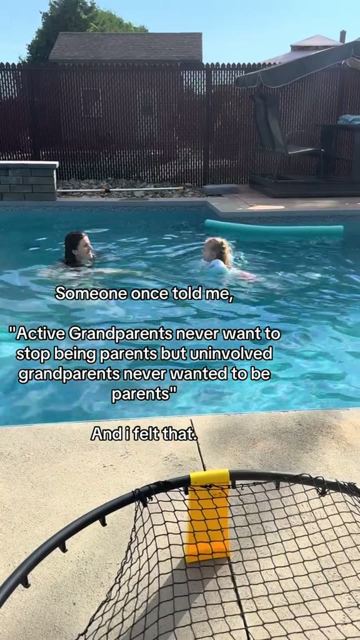 Someone once told me,
"Active Grandparents never want to
stop being parents but uninvolved
grandparents never wanted to be
parents"
And i felt that.